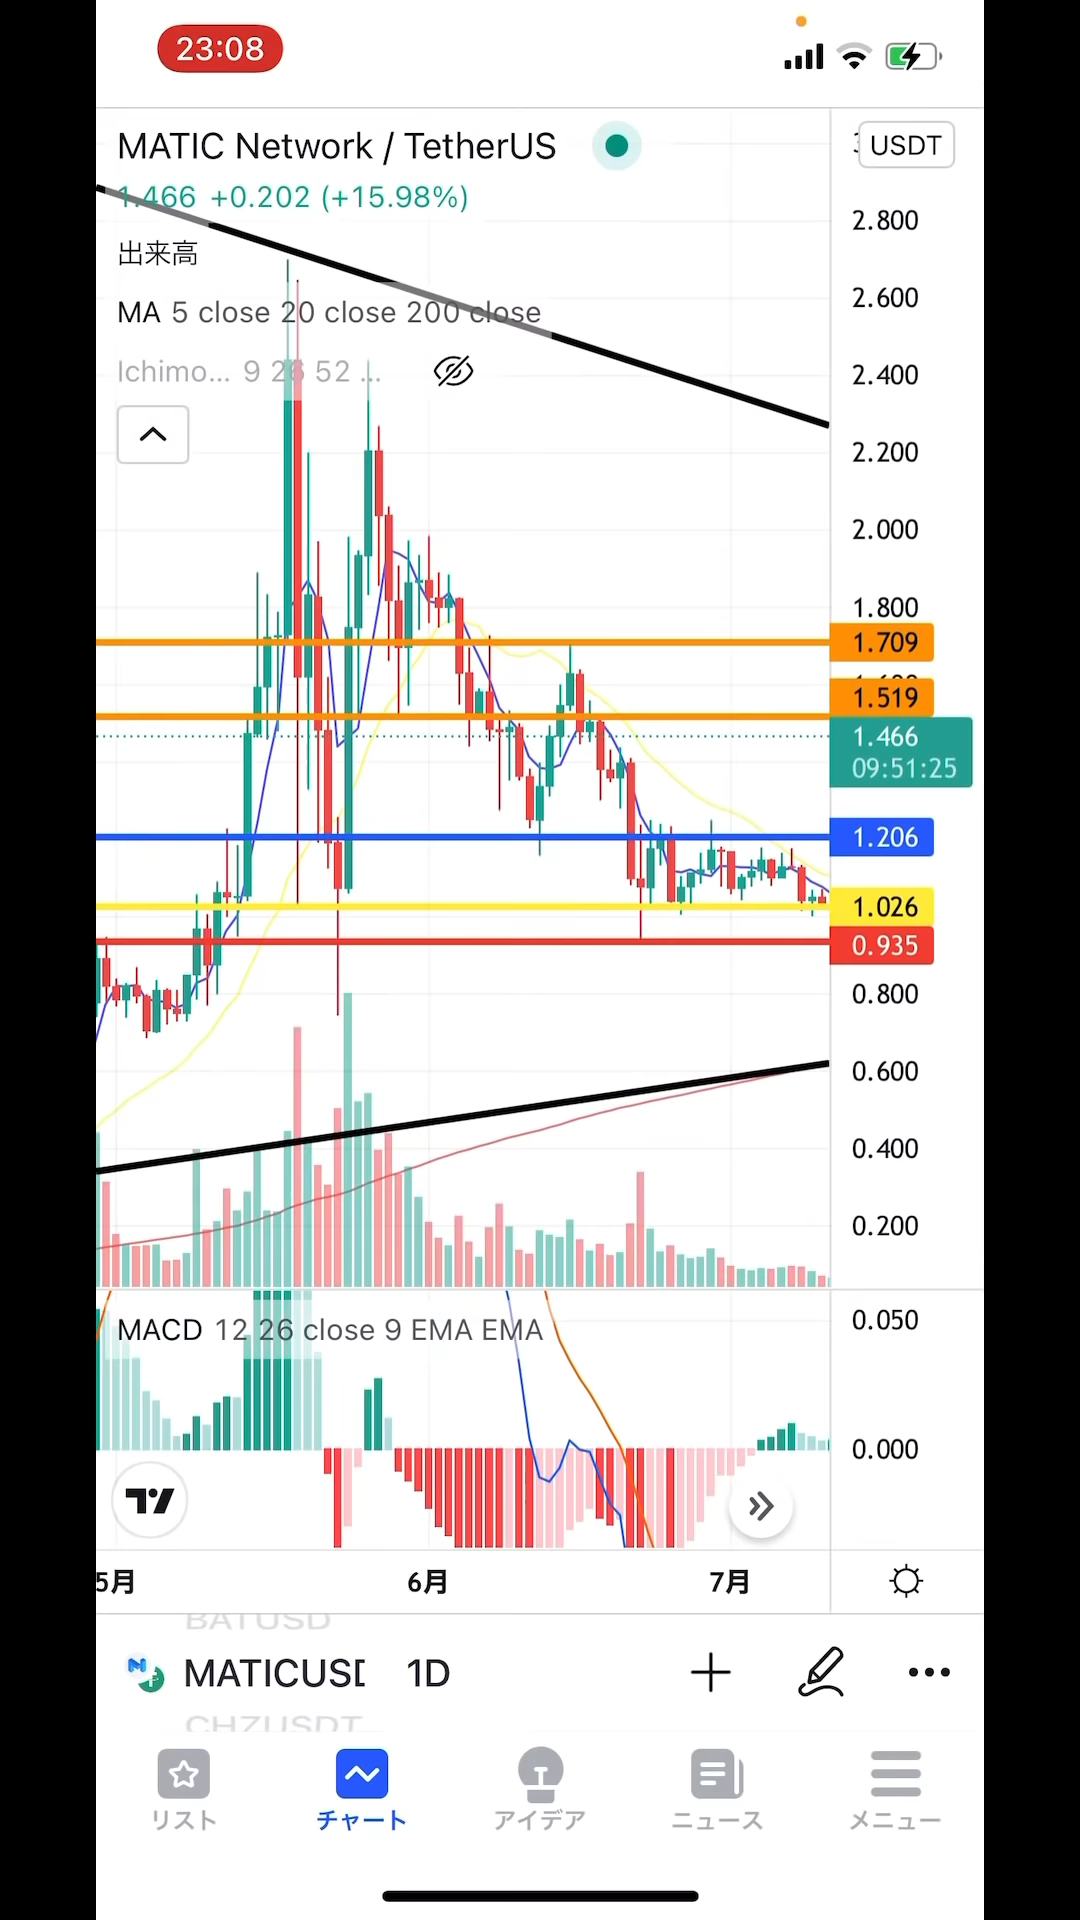 23:08
MATIC Network / TetherUS
USDT
1.466 +0.202 (+15.98%)
出来高
MA 5 close 20 close 200 close
Ichimo... 9 26 52 ...
2.800
2.600
2.400
2.200
2.000
1.800
1.709
1.519
1.466
09:51:25
1.206
1.026
0.935
0.800
0.600
0.400
0.200
MACD 12 26 close 9 EMA EMA
0.050
0.000
5月 6月 7月
BATUSD
MATICUSD 1D
CHZUSDT
リスト チャート アイデア ニュース メニュー